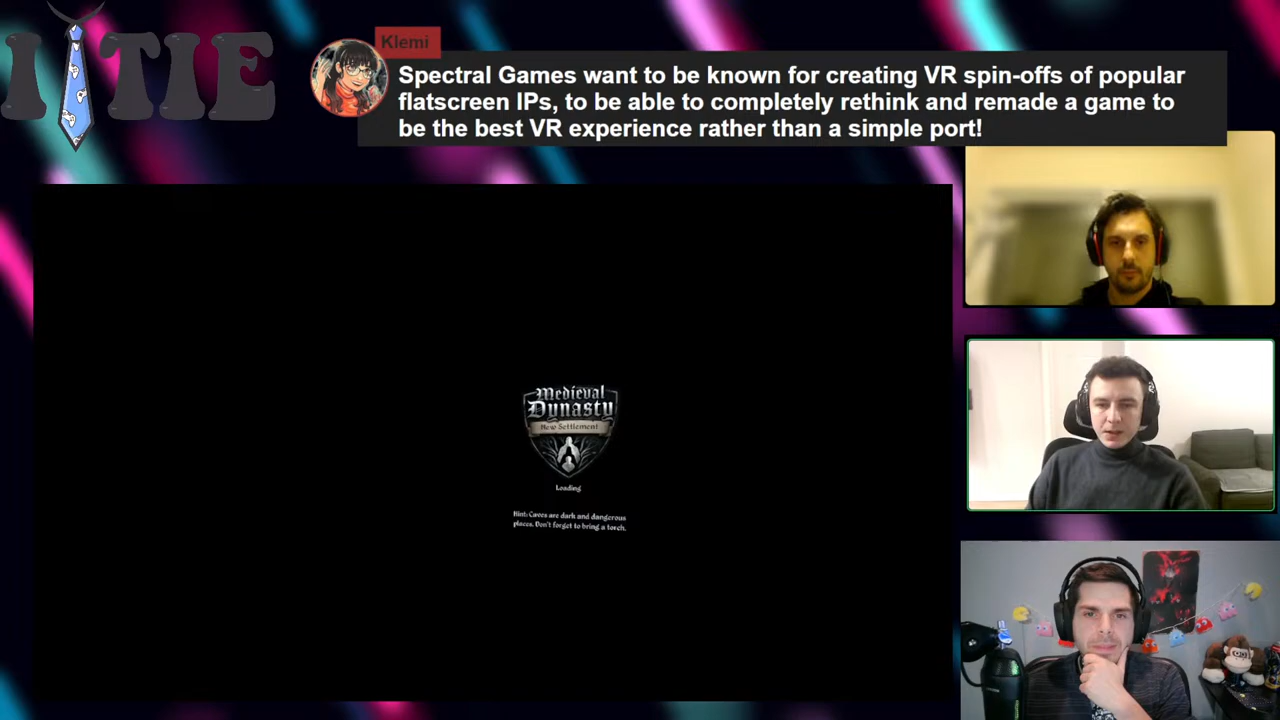 I TIE
Klemi
Spectral Games want to be known for creating VR spin-offs of popular
flatscreen IPs, to be able to completely rethink and remade a game to
be the best VR experience rather than a simple port!
Medieval
Dynasty
New Settlement
Loading
Hint: Caves are dark and dangerous
places. Don't forget to bring a torch.